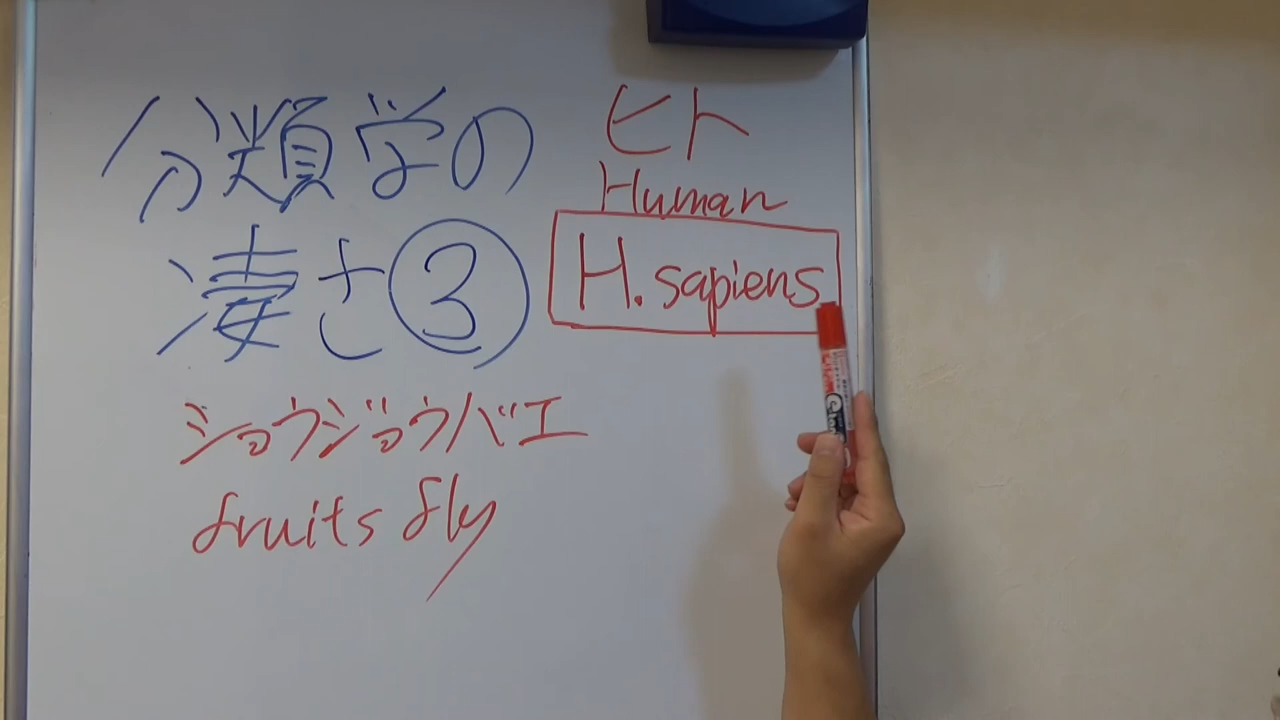 分類学の
凄さ③
ヒト
Human
H. sapiens
ショウジョウバエ
fruits fly